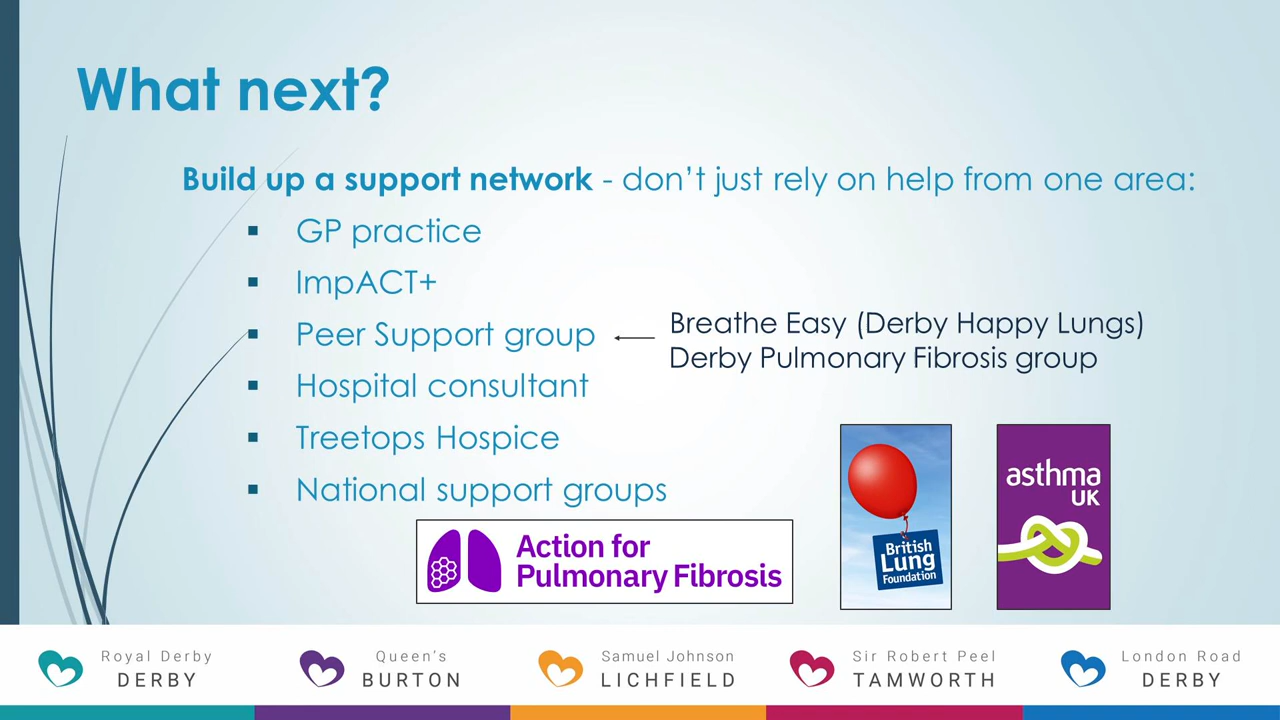 What next?
Build up a support network - don’t just rely on help from one area:
▪ GP practice
▪ ImpACT+
▪ Peer Support group
Breathe Easy (Derby Happy Lungs)
Derby Pulmonary Fibrosis group
▪ Hospital consultant
▪ Treetops Hospice
▪ National support groups
Action for
Pulmonary Fibrosis
British
Lung
Foundation
asthma
UK
Royal Derby
DERBY
Queen's
BURTON
Samuel Johnson
LICHFIELD
Sir Robert Peel
TAMWORTH
London Road
DERBY